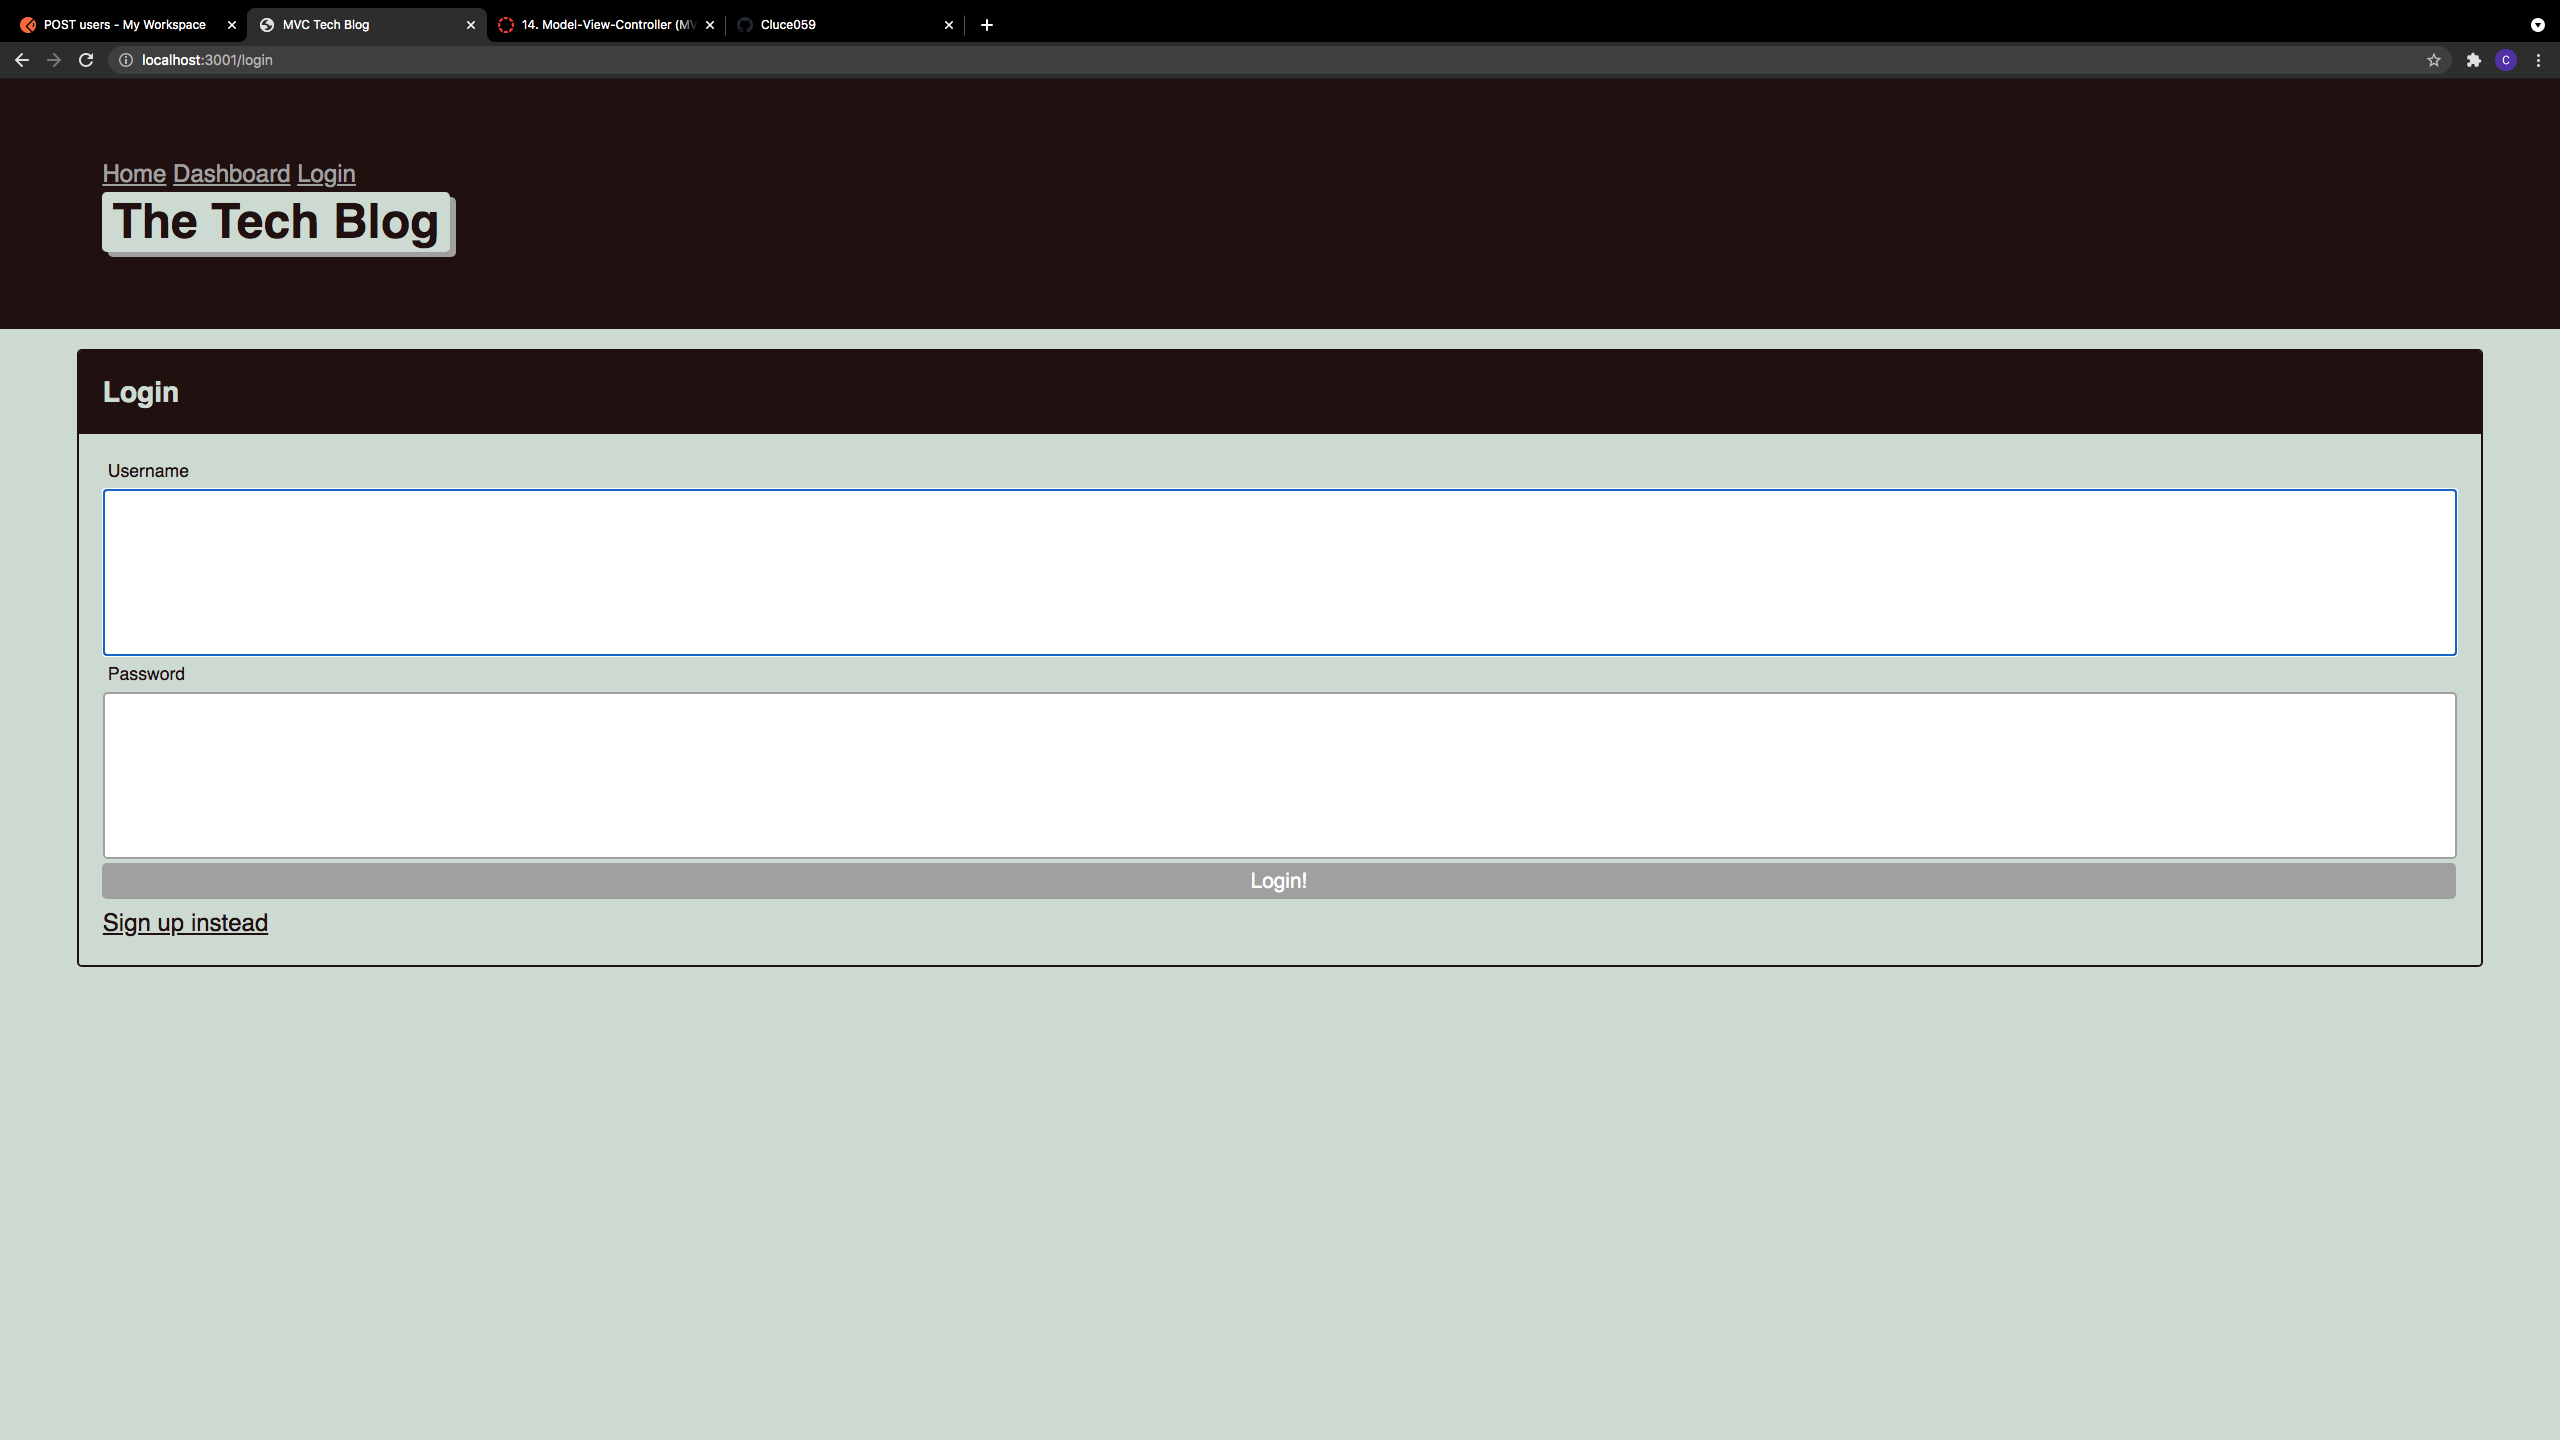 POST users - My Workspace
MVC Tech Blog
14. Model-View-Controller (MV
Cluce059
localhost:3001/login
C
Home Dashboard Login
The Tech Blog
Login
Username
Password
Login!
Sign up instead